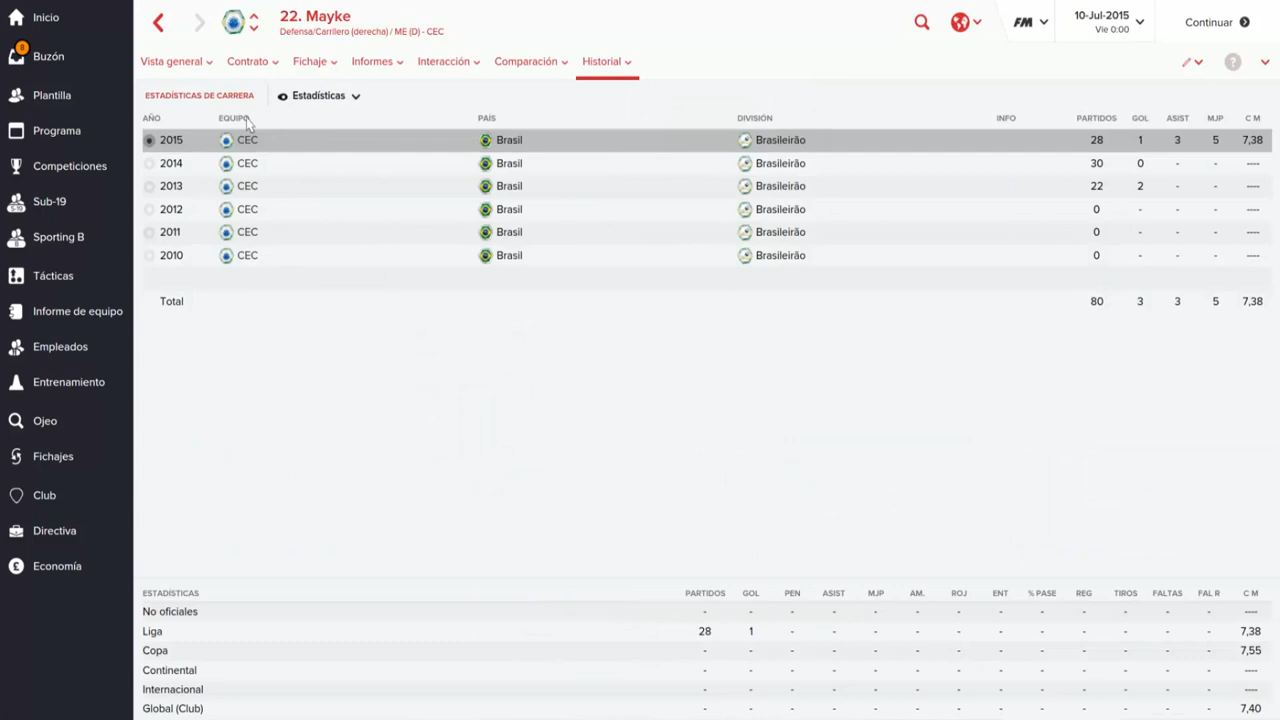 Inicio
8
Buzón
Plantilla
Programa
Competiciones
Sub-19
Sporting B
Tácticas
Informe de equipo
Empleados
Entrenamiento
Ojeo
Fichajes
Club
Directiva
Economía
22. Mayke
Defensa/Carrilero (derecha) / ME (D) - CEC
FM
10-Jul-2015
Vie 0:00
Continuar
Vista general Contrato Fichaje Informes Interacción Comparación Historial
?
ESTADÍSTICAS DE CARRERA Estadísticas
AÑO EQUIPO PAÍS DIVISIÓN INFO PARTIDOS GOL ASIST MJP C M
2015 CEC Brasil Brasileirão 28 1 3 5 7,38
2014 CEC Brasil Brasileirão 30 0 - - ----
2013 CEC Brasil Brasileirão 22 2 - - ----
2012 CEC Brasil Brasileirão 0 - - - ----
2011 CEC Brasil Brasileirão 0 - - - ----
2010 CEC Brasil Brasileirão 0 - - - ----
Total 80 3 3 5 7,38
ESTADÍSTICAS PARTIDOS GOL PEN ASIST MJP AM. ROJ ENT % PASE REG TIROS FALTAS FAL R C M
No oficiales - - - - - - - - - - - - - ----
Liga 28 1 - - - - - - - - - - - 7,38
Copa - - - - - - - - - - - - - 7,55
Continental - - - - - - - - - - - - - ----
Internacional - - - - - - - - - - - - - ----
Global (Club) - - - - - - - - - - - - - 7,40